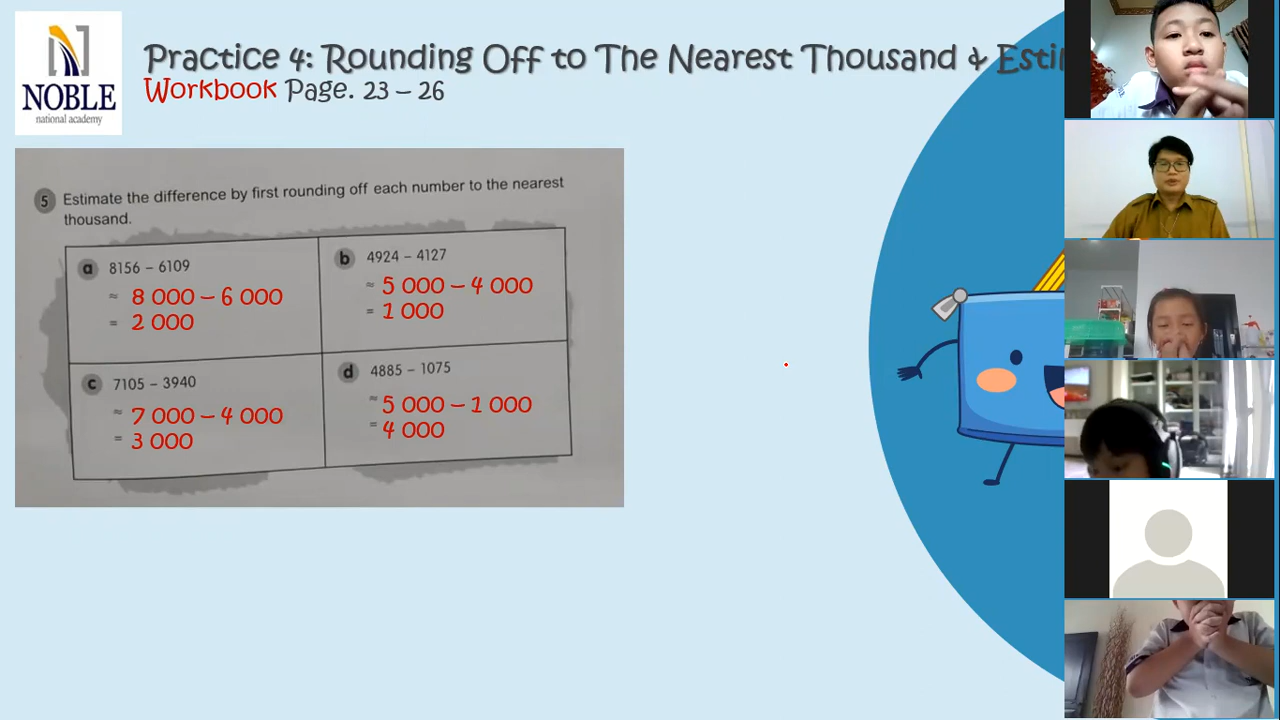 NOBLE
national academy
Practice 4: Rounding Off to The Nearest Thousand &
Workbook Page. 23 – 26
5 Estimate the difference by first rounding off each number to the nearest
thousand.
a 8156 – 6109
≈ 8 000 – 6 000
= 2 000
b 4924 – 4127
≈ 5 000 – 4 000
= 1 000
c 7105 – 3940
≈ 7 000 – 4 000
= 3 000
d 4885 – 1075
≈ 5 000 – 1 000
= 4 000